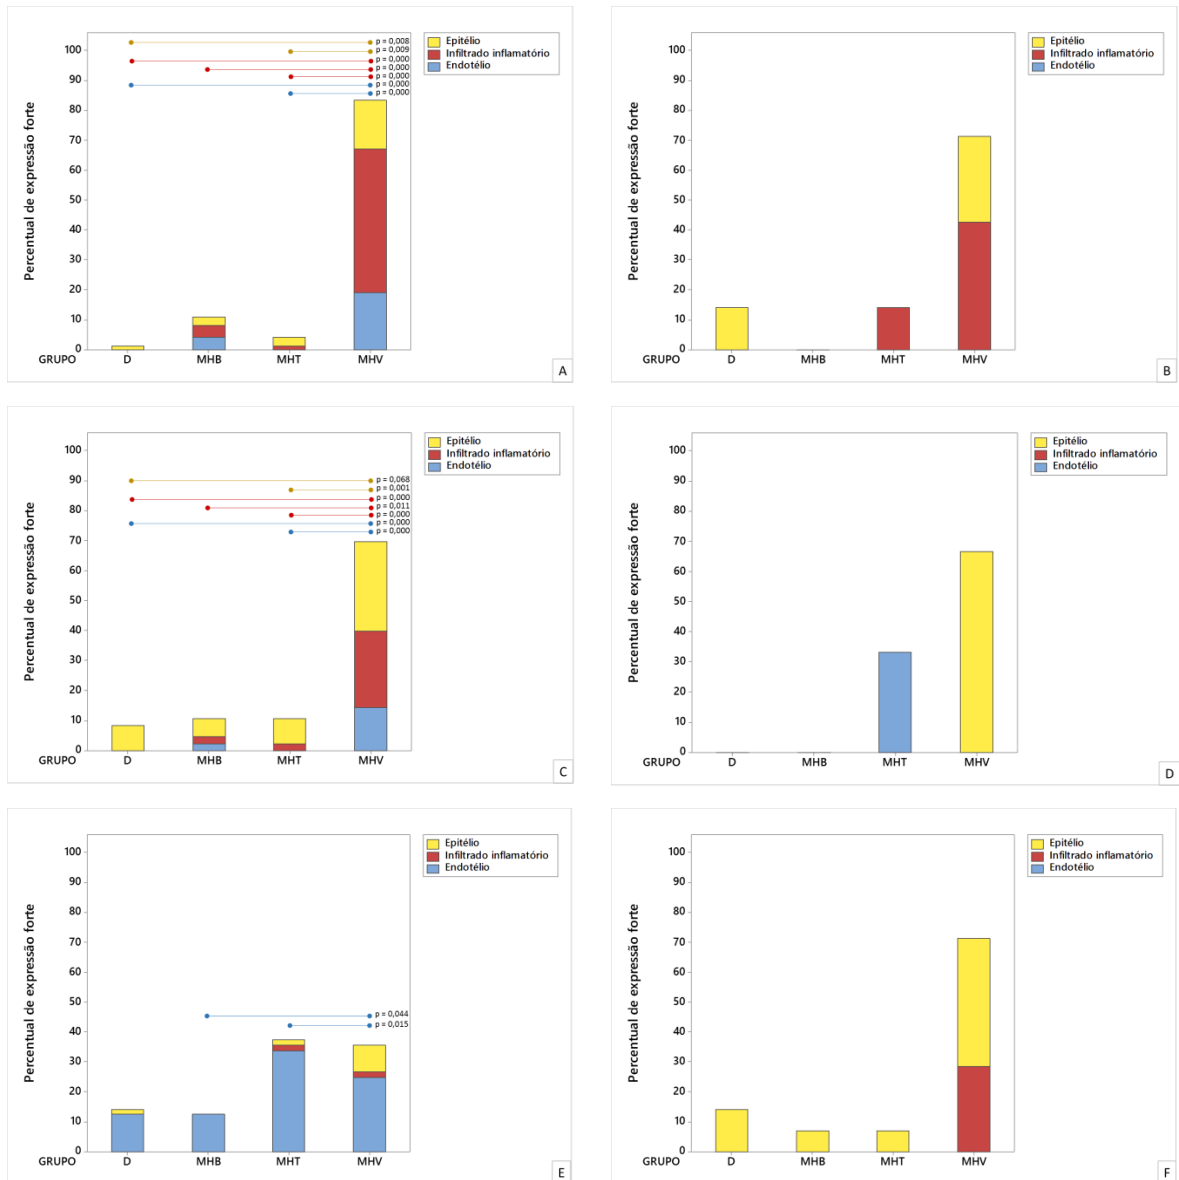 100
90
80
70
60
50
40
30
20
10
0
Percentual de expressão forte
p = 0,008
p = 0,009
p = 0,000
p = 0,000
p = 0,000
p = 0,000
p = 0,000
Epitélio
Infiltrado inflamatório
Endotélio
GRUPO D MHB MHT MHV
A
100
90
80
70
60
50
40
30
20
10
0
Percentual de expressão forte
Epitélio
Infiltrado inflamatório
Endotélio
GRUPO D MHB MHT MHV
B
100
90
80
70
60
50
40
30
20
10
0
Percentual de expressão forte
p = 0,068
p = 0,001
p = 0,000
p = 0,011
p = 0,000
p = 0,000
p = 0,000
Epitélio
Infiltrado inflamatório
Endotélio
GRUPO D MHB MHT MHV
C
100
90
80
70
60
50
40
30
20
10
0
Percentual de expressão forte
Epitélio
Infiltrado inflamatório
Endotélio
GRUPO D MHB MHT MHV
D
100
90
80
70
60
50
40
30
20
10
0
Percentual de expressão forte
p = 0,044
p = 0,015
Epitélio
Infiltrado inflamatório
Endotélio
GRUPO D MHB MHT MHV
E
100
90
80
70
60
50
40
30
20
10
0
Percentual de expressão forte
Epitélio
Infiltrado inflamatório
Endotélio
GRUPO D MHB MHT MHV
F